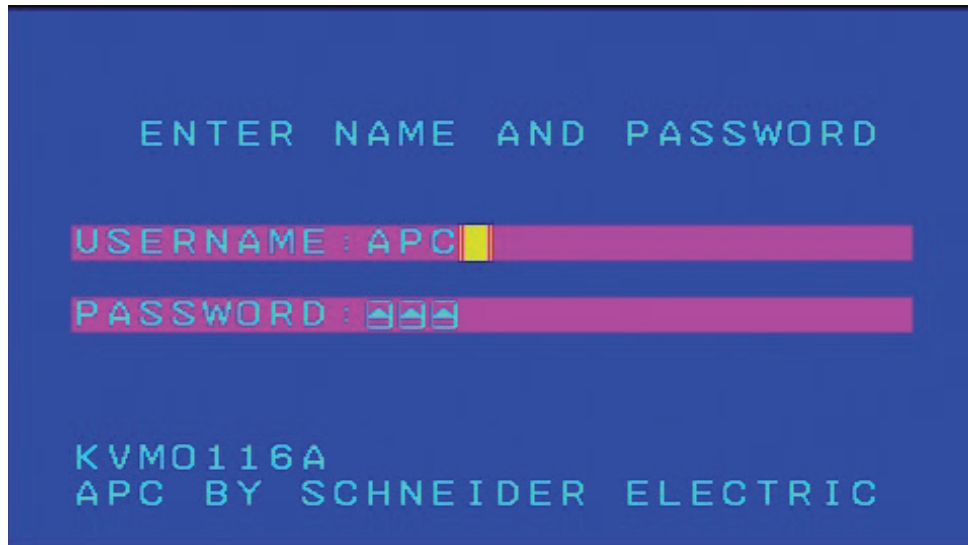 ENTER NAME AND PASSWORD
USERNAME:APC
PASSWORD:
KVM0116A
APC BY SCHNEIDER ELECTRIC